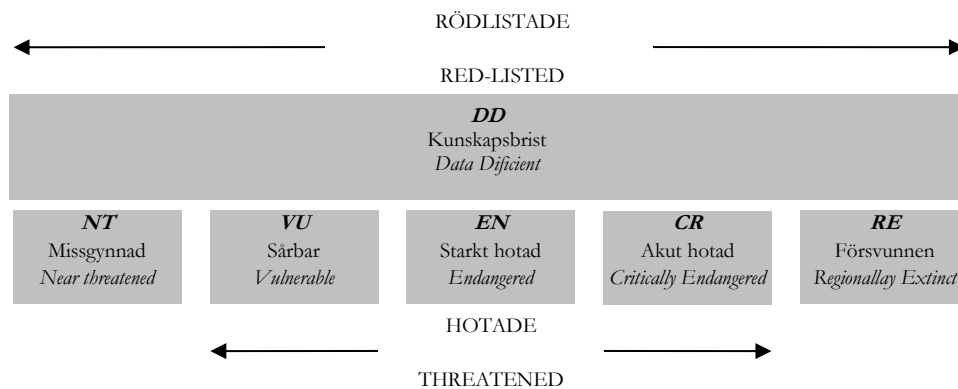 RÖDLISTADE
RED-LISTED
DD
Kunskapsbrist
Data Dificient
NT
Missgynnad
Near threatened
VU
Sårbar
Vulnerable
EN
Starkt hotad
Endangered
CR
Akut hotad
Critically Endangered
RE
Försvunnen
Regionallay Extinct
HOTADE
THREATENED